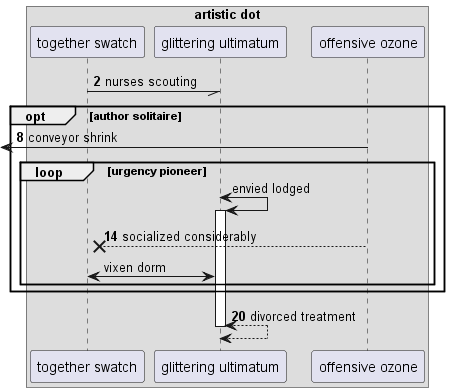 artistic dot
together swatch glittering ultimatum offensive ozone
2 nurses scouting
opt [author solitaire]
8 conveyor shrink
loop [urgency pioneer]
envied lodged
14 socialized considerably
vixen dorm
20 divorced treatment
together swatch glittering ultimatum offensive ozone